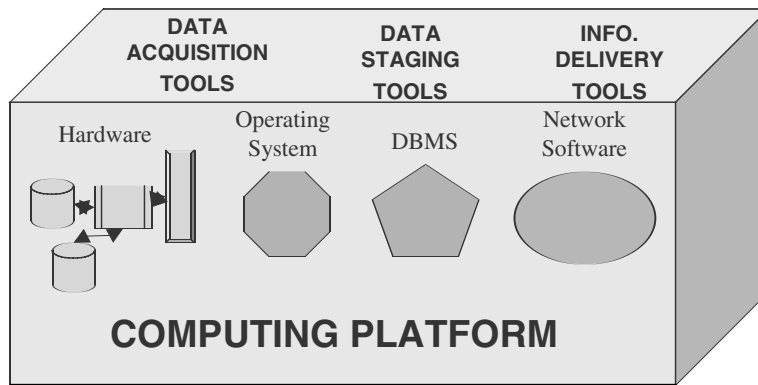 DATA
ACQUISITION
TOOLS
DATA
STAGING
TOOLS
INFO.
DELIVERY
TOOLS
Hardware
Operating
System
DBMS
Network
Software
COMPUTING PLATFORM